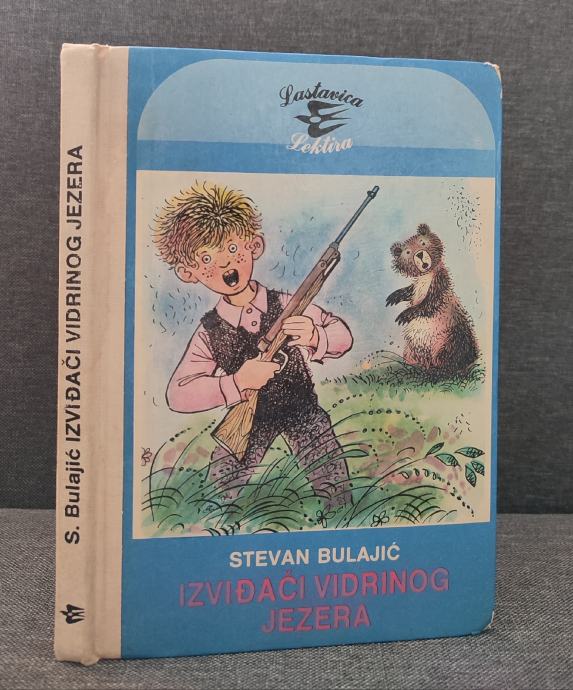 S. Bulajić IZVIĐAČI VIDRINOG JEZERA
Lastavica
Lektira
STEVAN BULAJIĆ
IZVIĐAČI VIDRINOG
JEZERA